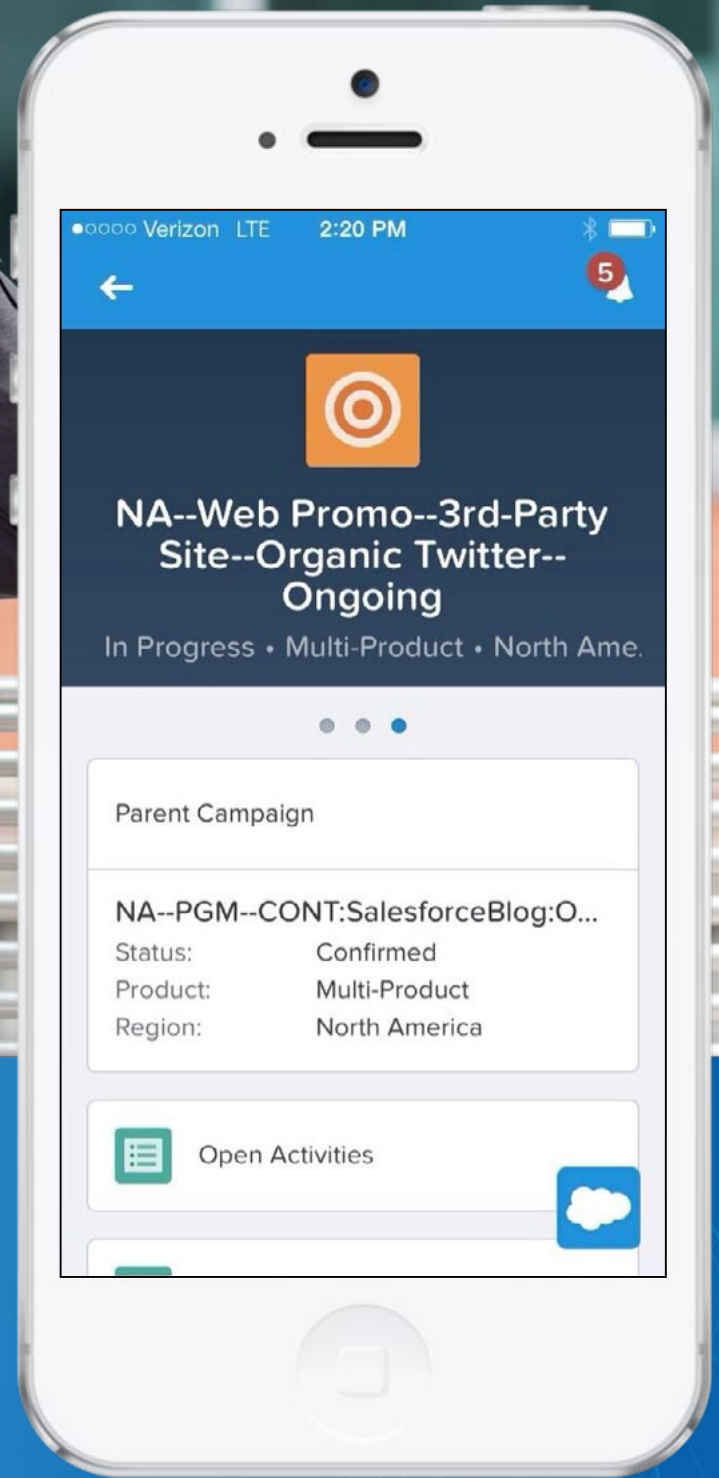 Verizon LTE 2:20 PM
5
NA--Web Promo--3rd-Party
Site--Organic Twitter--
Ongoing
In Progress • Multi-Product • North Ame.
Parent Campaign
NA--PGM--CONT:SalesforceBlog:O...
Status: Confirmed
Product: Multi-Product
Region: North America
Open Activities